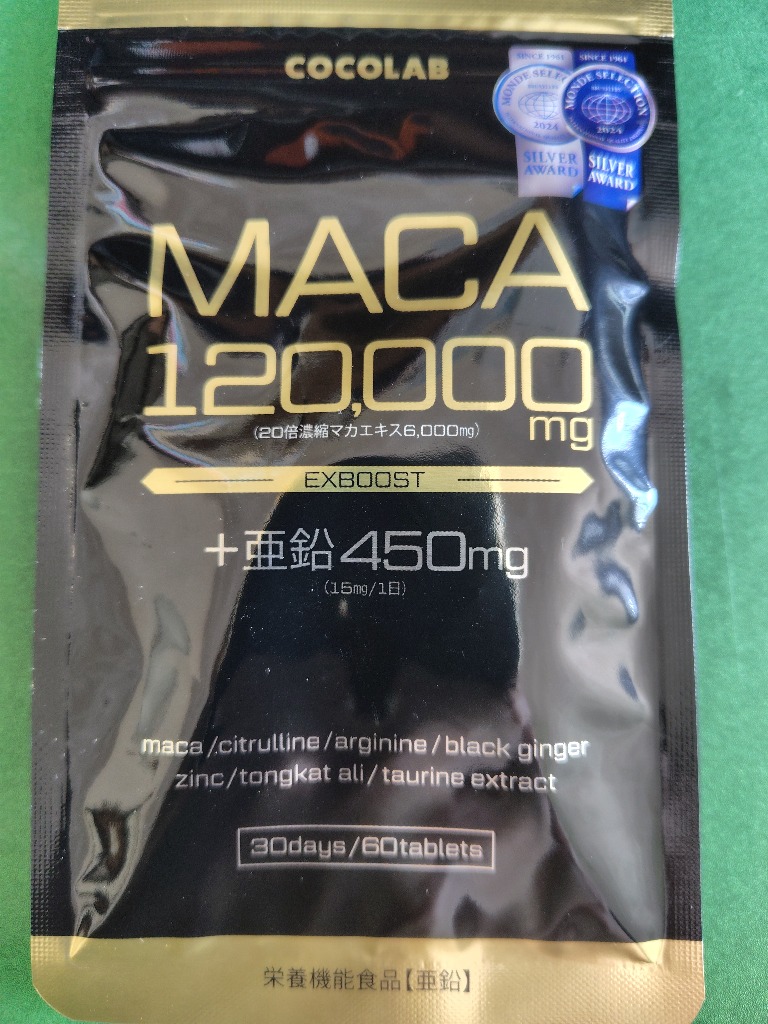 COCOLAB
SINCE 1961 SINCE 1961
MONDE SELEC MONDE SELECTION
2024 2024
SILVER AWARD SILVER AWARD
MACA
120,000
mg
(20倍濃縮マカエキス6,000mg)
EXBOOST
+亜鉛450mg
(15mg/1日)
maca/citrulline/arginine/black ginger
zinc/tongkat ali/taurine extract
30days/60tablets
栄養機能食品【亜鉛】